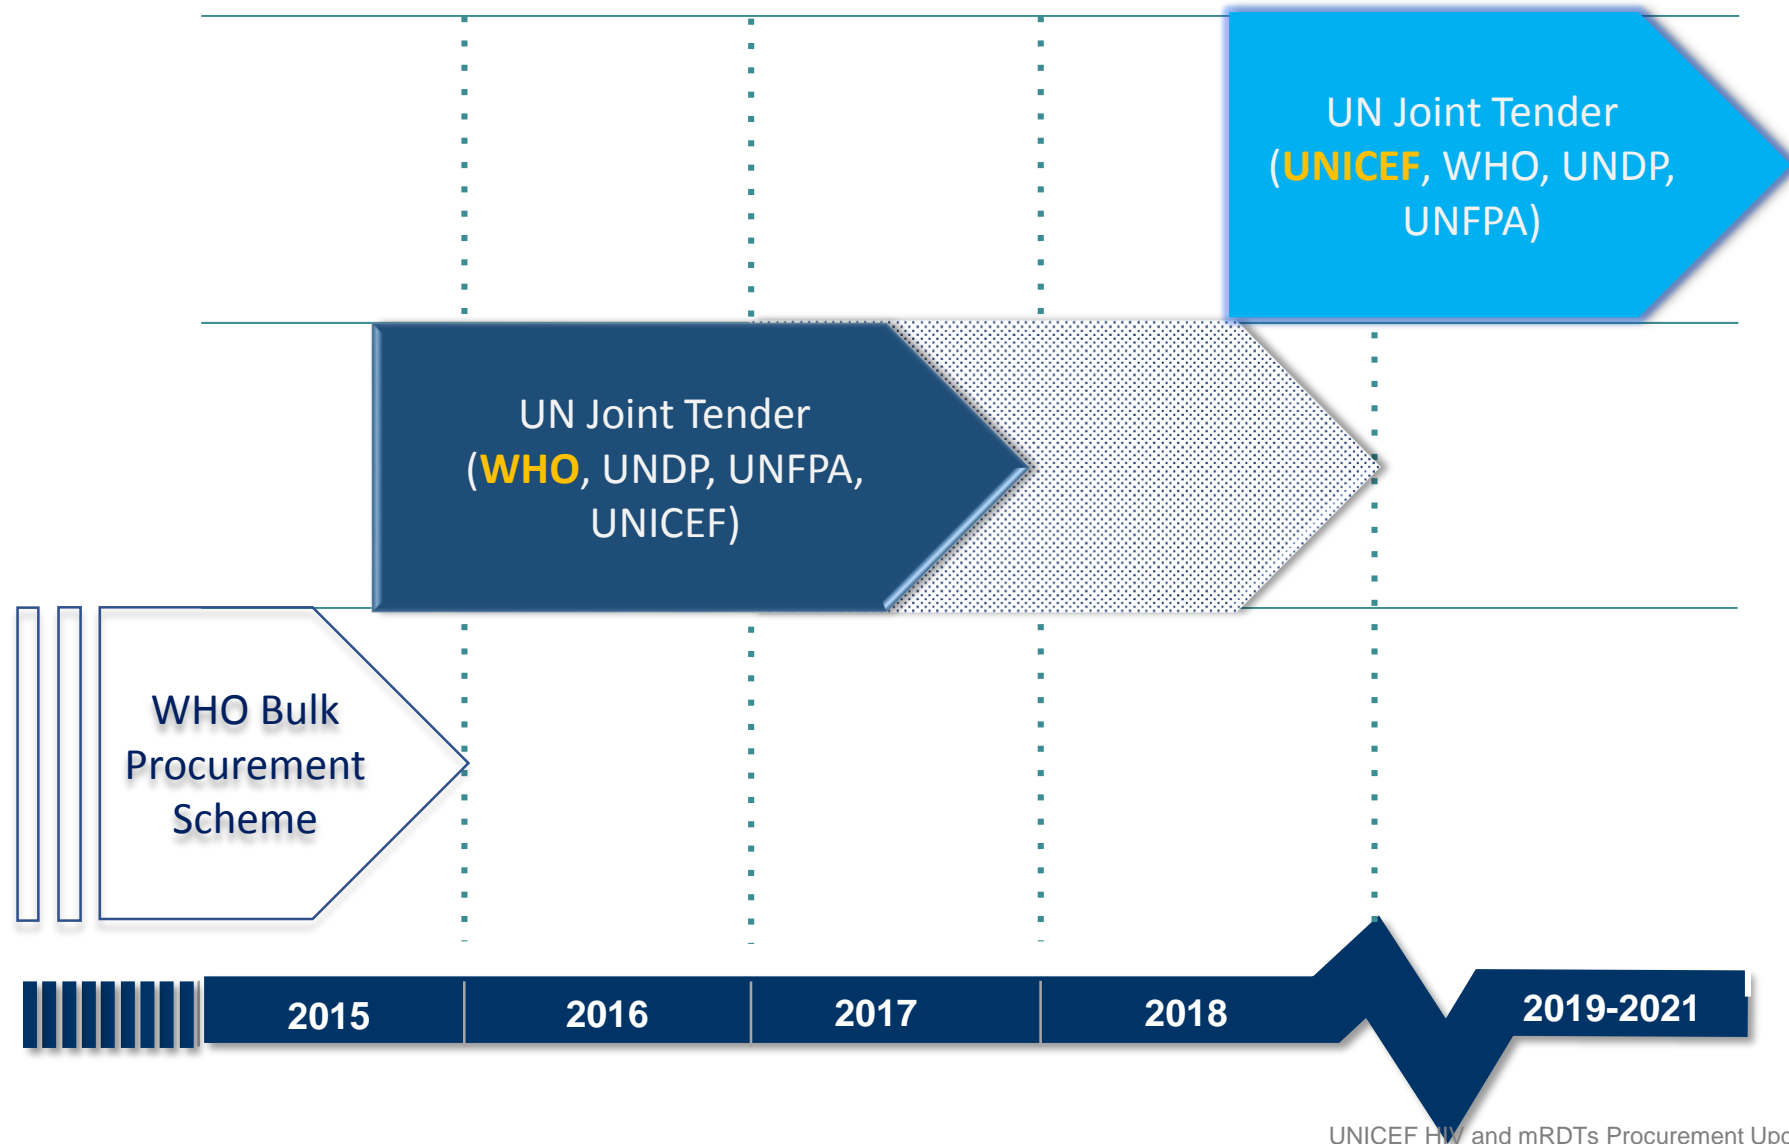 UN Joint Tender
(UNICEF, WHO, UNDP,
UNFPA)
UN Joint Tender
(WHO, UNDP, UNFPA,
UNICEF)
WHO Bulk
Procurement
Scheme
2015
2016
2017
2018
2019-2021
UNICEF HIV and mRDTs Procurement